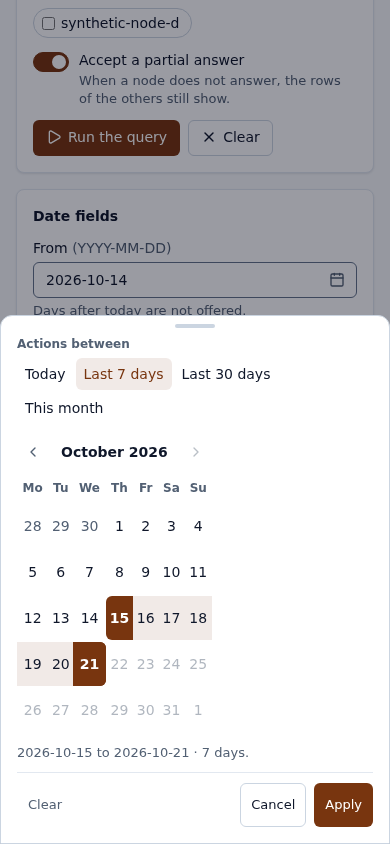 synthetic-node-d
Accept a partial answer
When a node does not answer, the rows
of the others still show.
Run the query
Clear
Date fields
From (YYYY-MM-DD)
2026-10-14
Days after today are not offered.
Actions between
Today Last 7 days Last 30 days
This month
October 2026
Mo Tu We Th Fr Sa Su
28 29 30 1 2 3 4
5 6 7 8 9 10 11
12 13 14 15 16 17 18
19 20 21 22 23 24 25
26 27 28 29 30 31 1
2026-10-15 to 2026-10-21 · 7 days.
Clear Cancel Apply